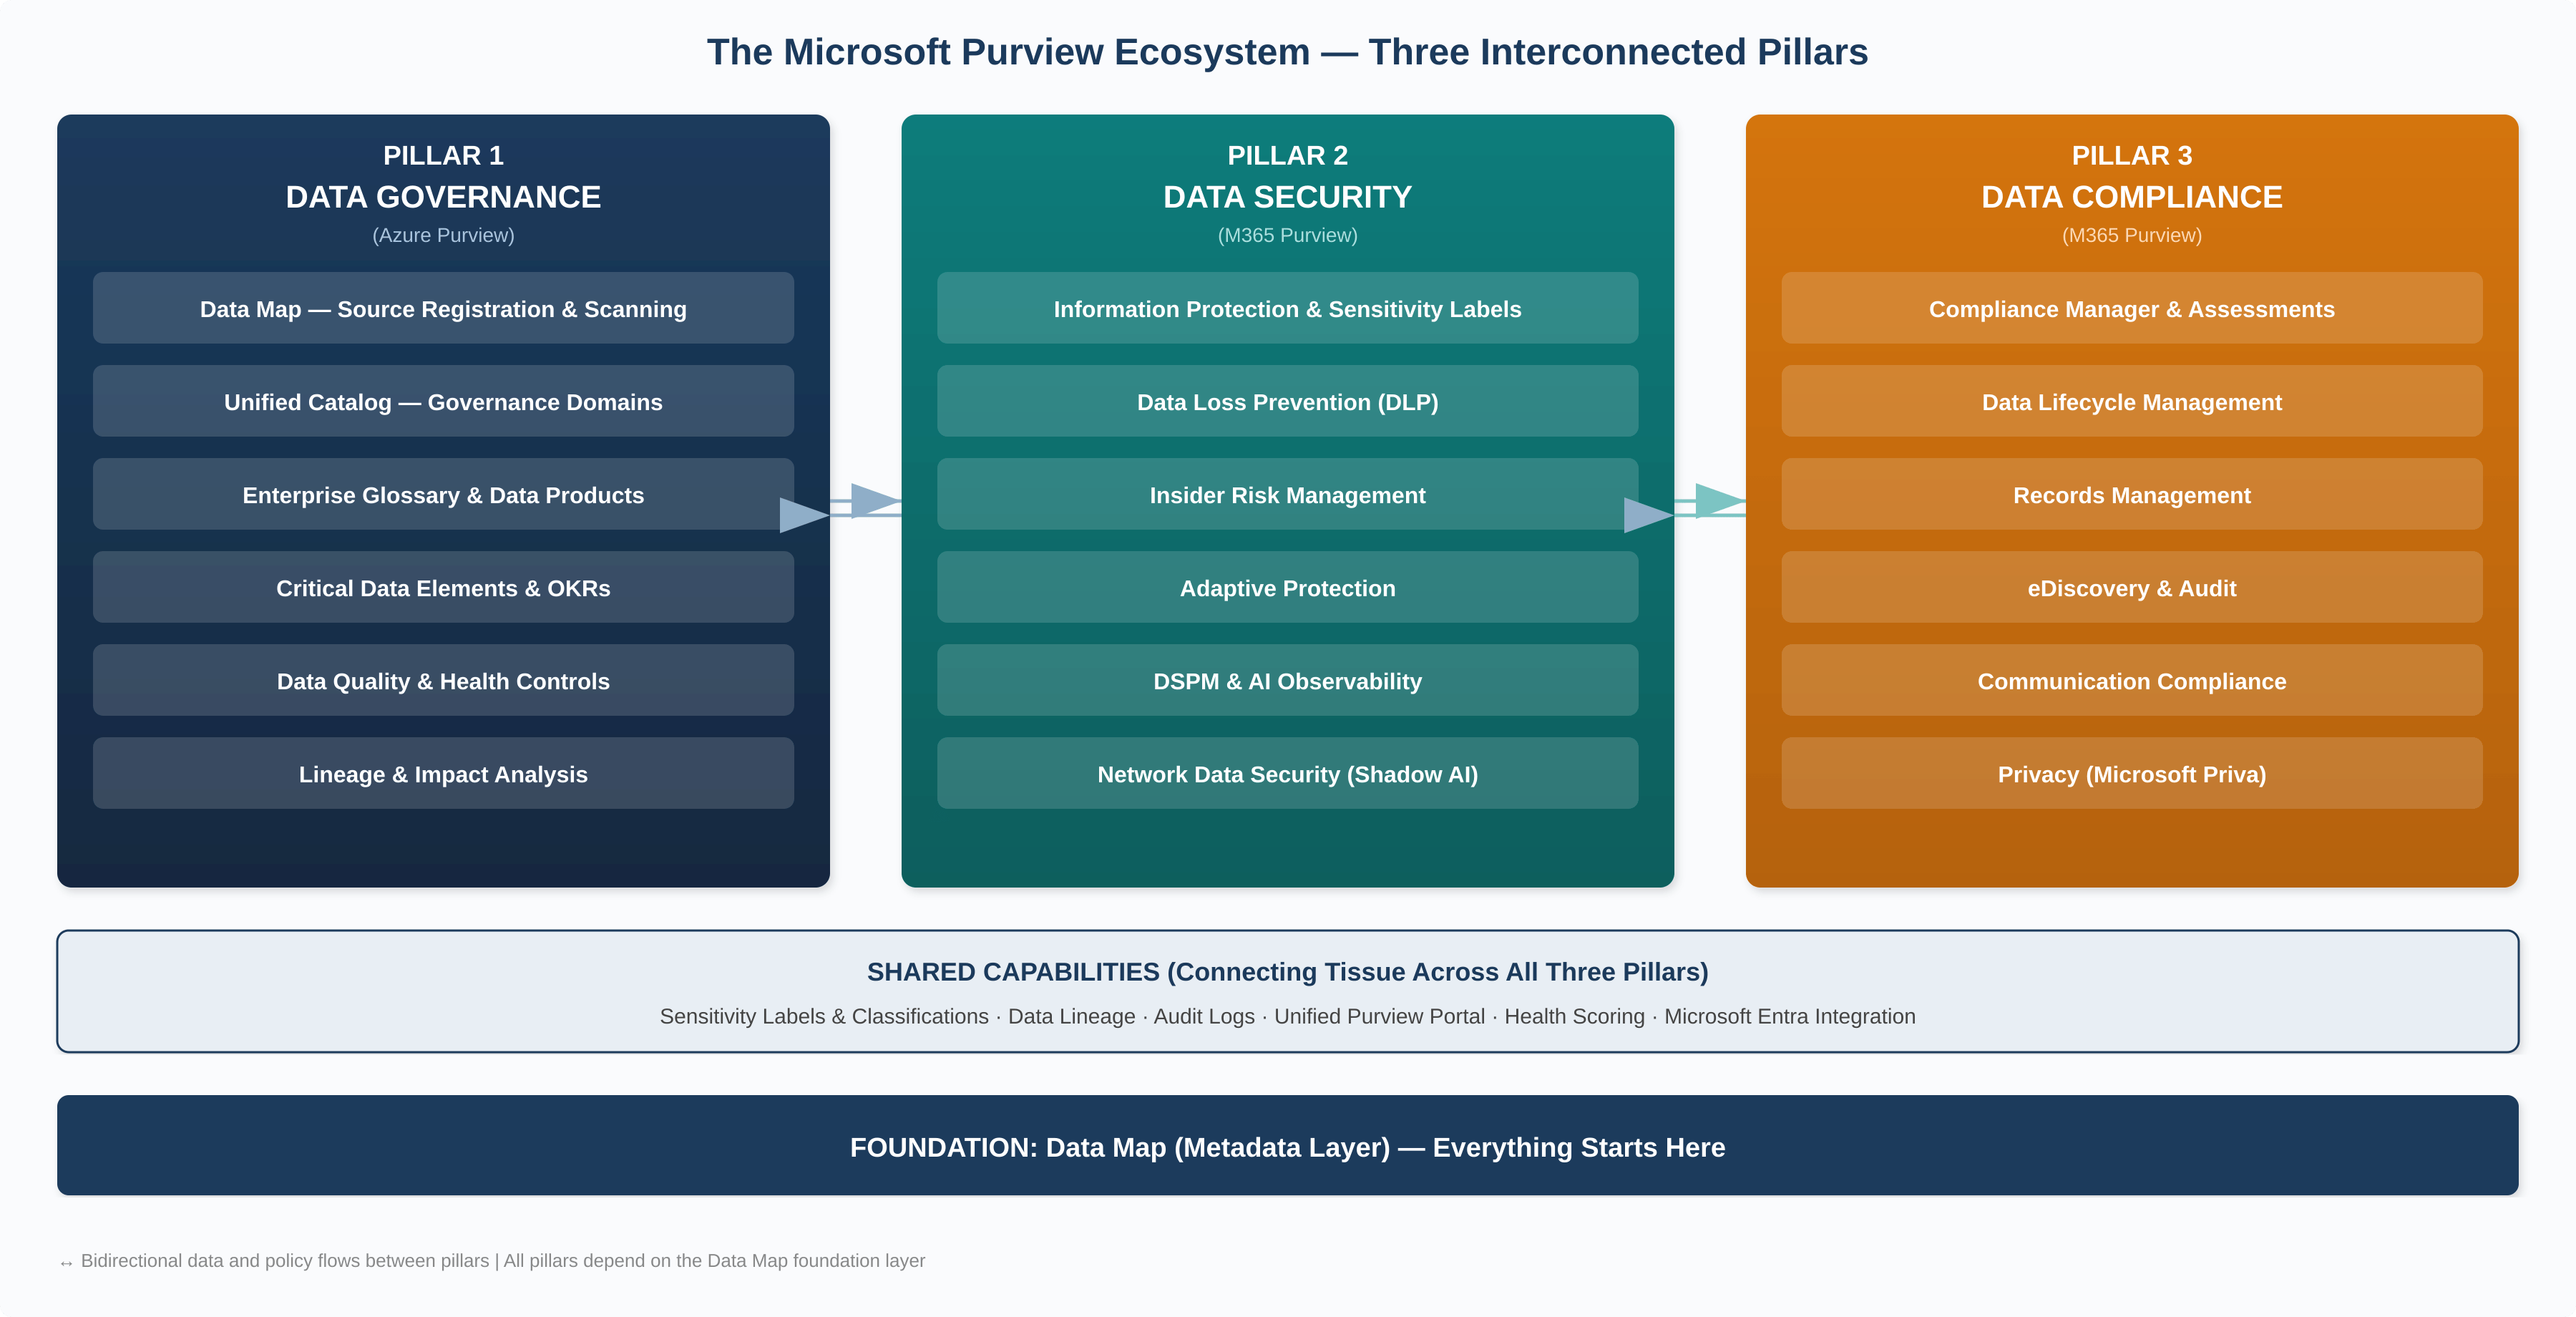 The Microsoft Purview Ecosystem — Three Interconnected Pillars
PILLAR 1
DATA GOVERNANCE
(Azure Purview)
Data Map — Source Registration & Scanning
Unified Catalog — Governance Domains
Enterprise Glossary & Data Products
Critical Data Elements & OKRs
Data Quality & Health Controls
Lineage & Impact Analysis
PILLAR 2
DATA SECURITY
(M365 Purview)
Information Protection & Sensitivity Labels
Data Loss Prevention (DLP)
Insider Risk Management
Adaptive Protection
DSPM & AI Observability
Network Data Security (Shadow AI)
PILLAR 3
DATA COMPLIANCE
(M365 Purview)
Compliance Manager & Assessments
Data Lifecycle Management
Records Management
eDiscovery & Audit
Communication Compliance
Privacy (Microsoft Priva)
SHARED CAPABILITIES (Connecting Tissue Across All Three Pillars)
Sensitivity Labels & Classifications · Data Lineage · Audit Logs · Unified Purview Portal · Health Scoring · Microsoft Entra Integration
FOUNDATION: Data Map (Metadata Layer) — Everything Starts Here
↔ Bidirectional data and policy flows between pillars | All pillars depend on the Data Map foundation layer